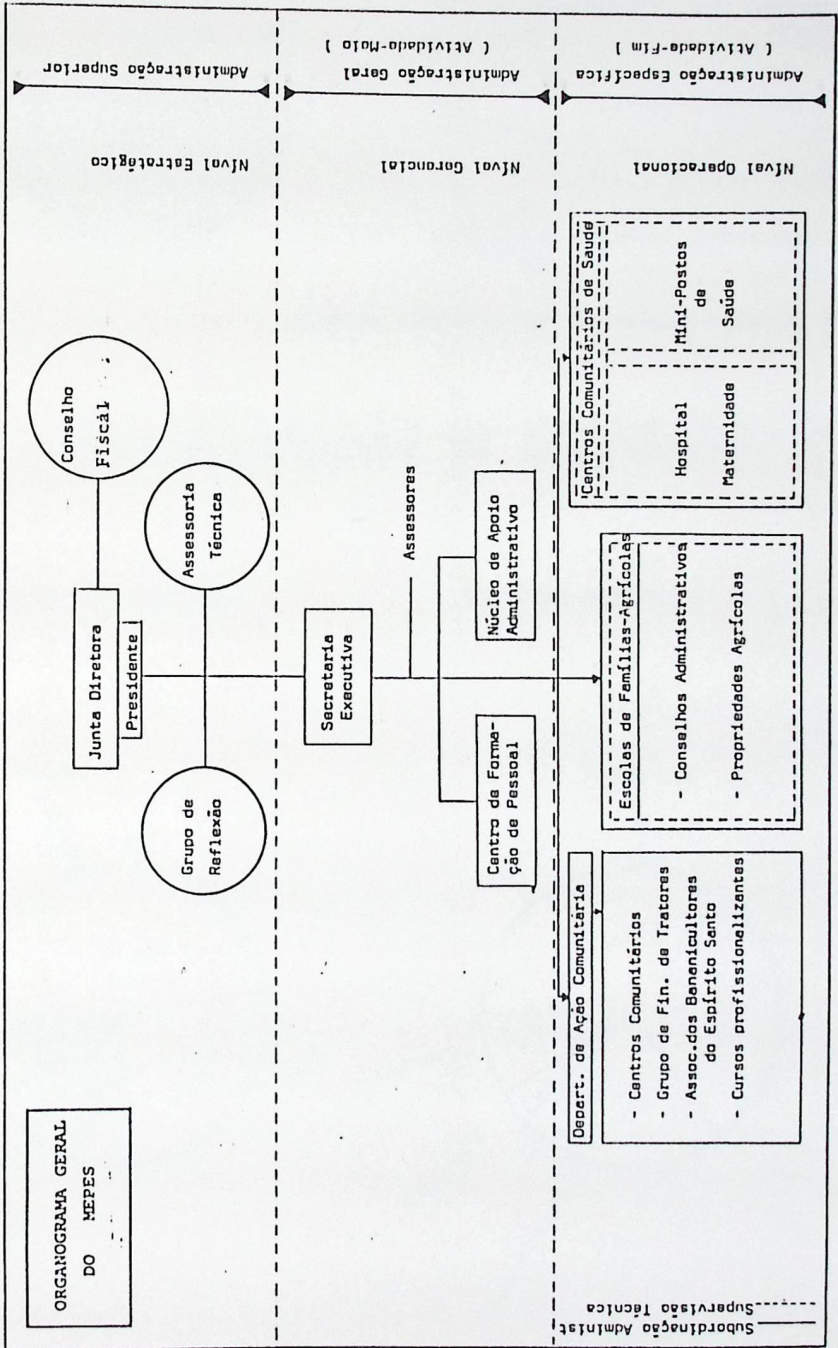 ORGANOGRAMA GERAL
DO MEPES
Conselho
Fiscal
Junta Diretora
Presidente
Assessoria
Técnica
Grupo de
Reflexão
Nível Estratégico
Administração Superior
Secretaria
Executiva
Assessores
Centro de Forma-
ção de Pessoal
Núcleo de Apoio
Administrativo
Nível Gerencial
Administração Geral
( Atividade-Meio )
Depart. de Ação Comunitária
- Centros Comunitários
- Grupo de Fin. de Tratores
- Assoc.dos Bananicultores
do Espírito Santo
- Cursos profissionalizantes
Escolas de Famílias-Agrícolas
- Conselhos Administrativos
- Propriedades Agrícolas
Centros Comunitários de Saúde
Hospital
Maternidade
Mini-Postos
de
Saúde
Nível Operacional
Administração Específica
( Atividade-Fim )
Subordinação Administ
Supervisão Técnica